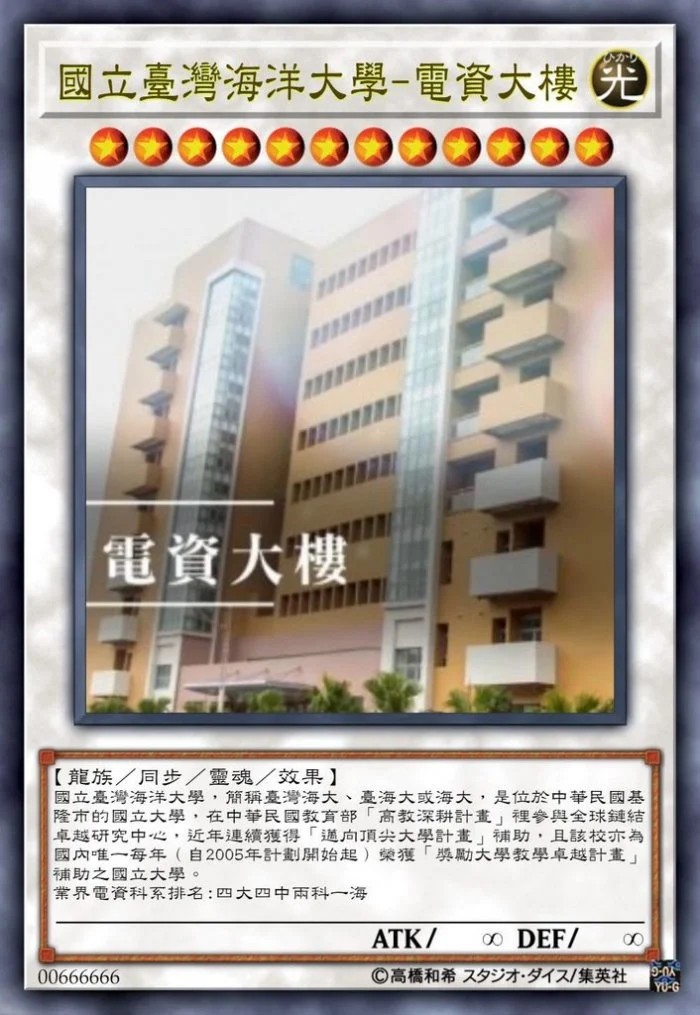 國立臺灣海洋大學-電資大樓
ひかり
光
電資大樓
【龍族／同步／靈魂／效果】
國立臺灣海洋大學，簡稱臺灣海大、臺海大或海大，是位於中華民國基
隆市的國立大學，在中華民國教育部「高教深耕計畫」裡參與全球鏈結
卓越研究中心，近年連續獲得「邁向頂尖大學計畫」補助，且該校亦為
國內唯一每年（自2005年計劃開始起）榮獲「獎勵大學教學卓越計畫」
補助之國立大學。
業界電資科系排名:四大四中兩科一海
ATK/ ∞ DEF/ ∞
00666666
©高橋和希 スタジオ・ダイス/集英社
YU-G
YU-G